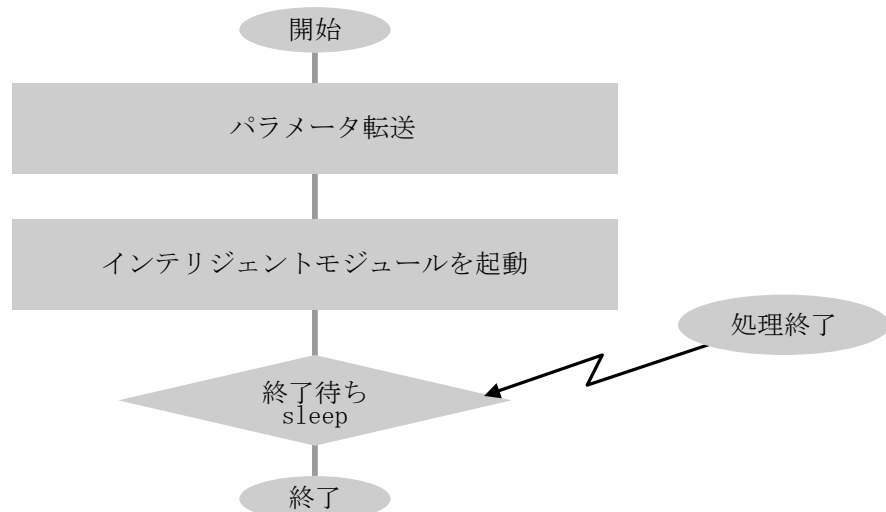 開始
パラメータ転送
インテリジェントモジュールを起動
処理終了
終了待ち
sleep
終了